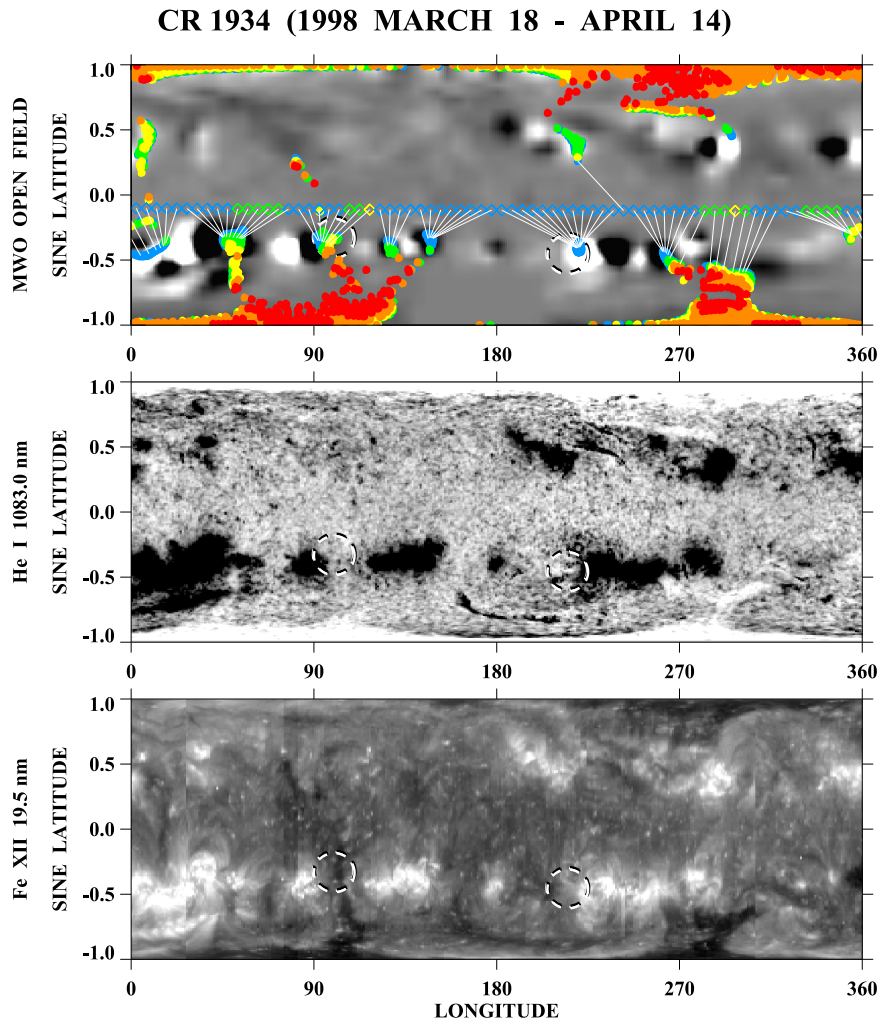 CR 1934 (1998 MARCH 18 - APRIL 14)
MWO OPEN FIELD
SINE LATITUDE
1.0
0.5
0.0
-0.5
-1.0
0 90 180 270 360
He I 1083.0 nm
SINE LATITUDE
1.0
0.5
0.0
-0.5
-1.0
0 90 180 270 360
Fe XII 19.5 nm
SINE LATITUDE
1.0
0.5
0.0
-0.5
-1.0
0 90 180 270 360
LONGITUDE